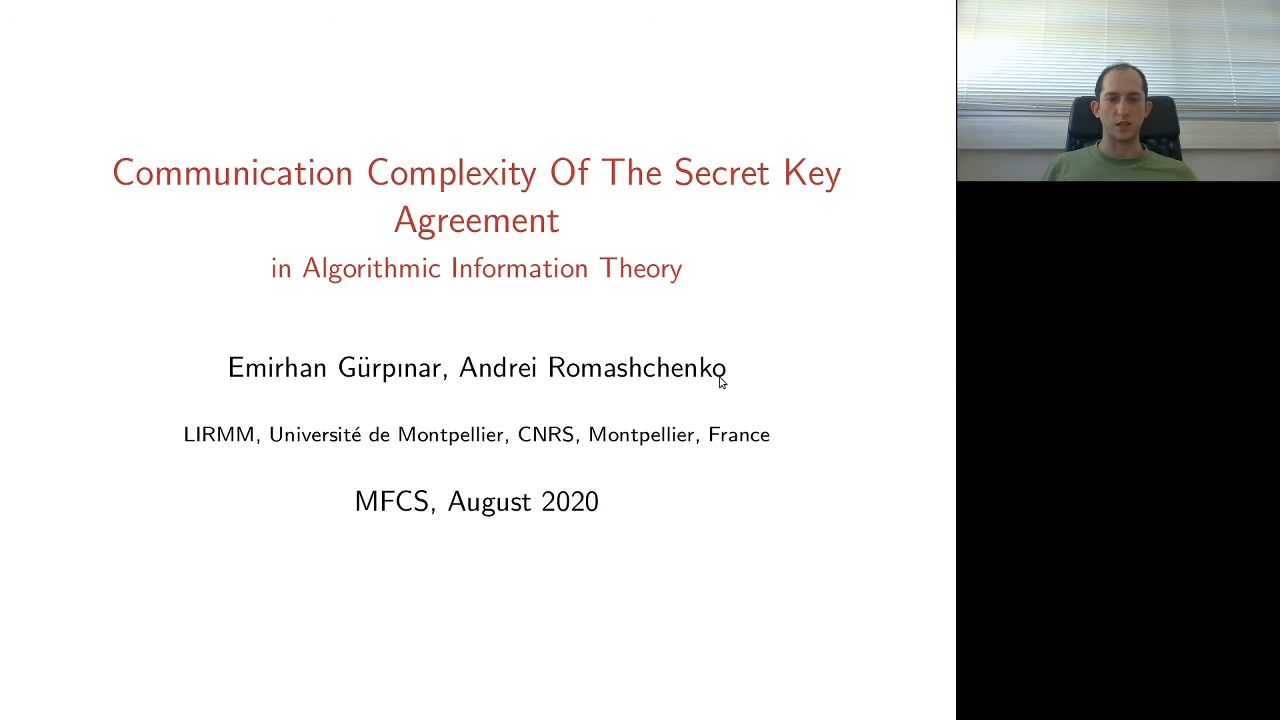 Communication Complexity Of The Secret Key
Agreement
in Algorithmic Information Theory
Emirhan Gürpınar, Andrei Romashchenko
LIRMM, Université de Montpellier, CNRS, Montpellier, France
MFCS, August 2020